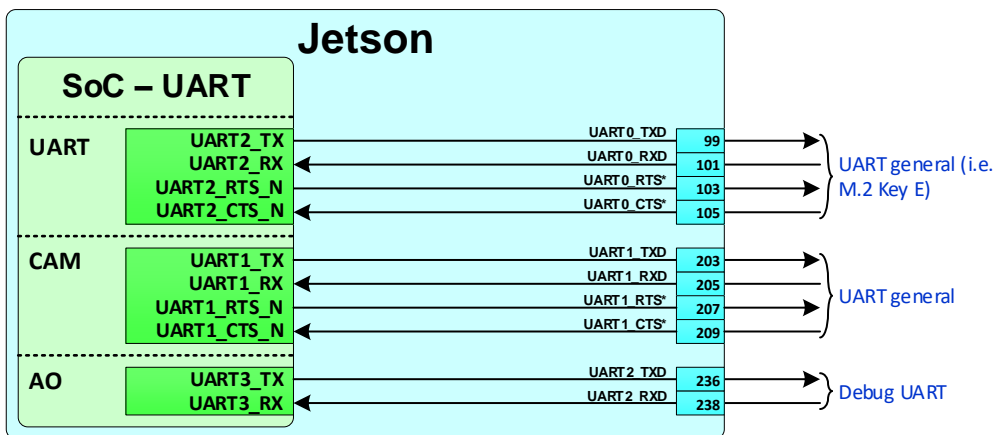 Jetson
SoC – UART
UART
UART2_TX
UART0_TXD
99
UART2_RX
UART0_RXD
101
UART2_RTS_N
UART0_RTS*
103
UART2_CTS_N
UART0_CTS*
105
UART general (i.e.
M.2 Key E)
CAM
UART1_TX
UART1_TXD
203
UART1_RX
UART1_RXD
205
UART1_RTS_N
UART1_RTS*
207
UART1_CTS_N
UART1_CTS*
209
UART general
AO
UART3_TX
UART2_TXD
236
UART3_RX
UART2_RXD
238
Debug UART